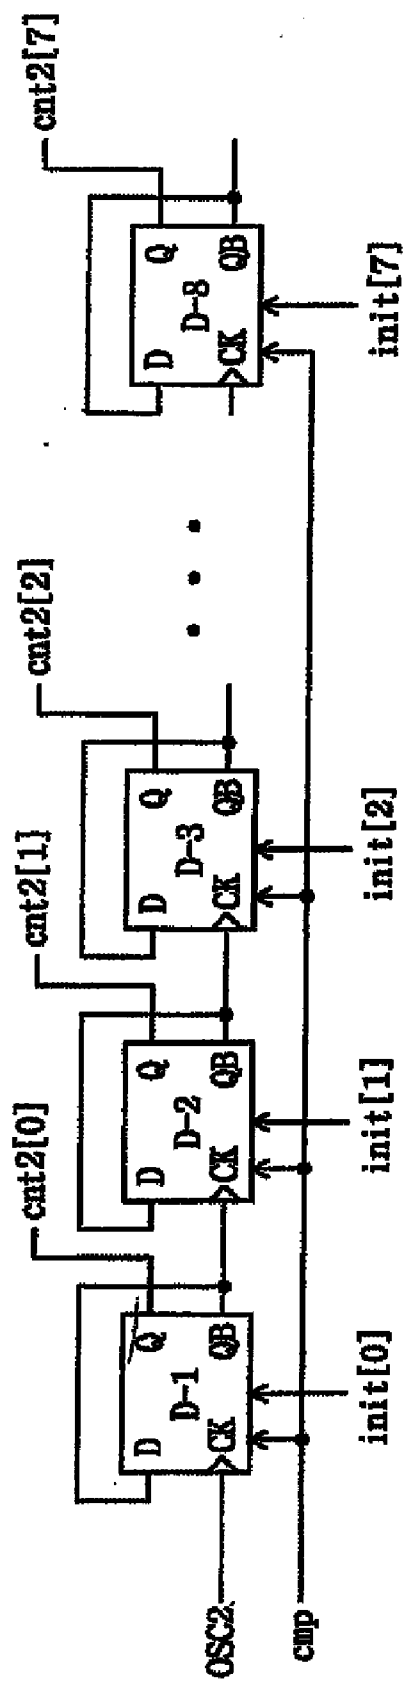 cnt2[0]
cnt2[1]
cnt2[2]
cnt2[7]
D
Q
D-1
CK
QB
D
Q
D-2
CK
QB
D
Q
D-3
CK
QB
D
Q
D-8
CK
QB
OSC2
init[0]
init[1]
init[2]
init[7]
cmp